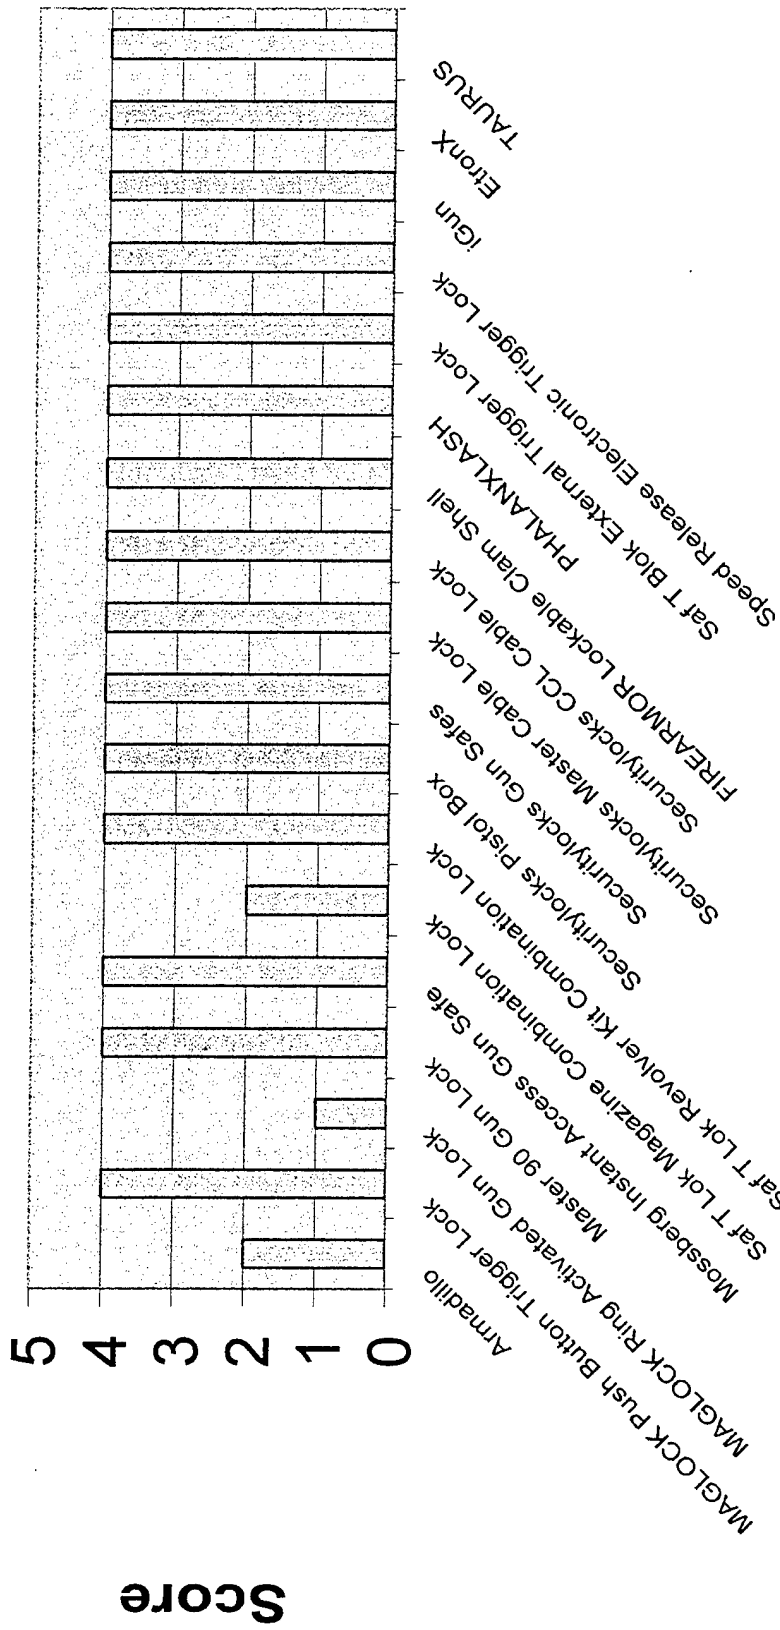 Score
5
4
3
2
1
0
Armadillo
MAGLOCK Push Button Trigger Lock
MAGLOCK Ring Activated Gun Lock
Master 90 Gun Lock
Mossberg Instant Access Gun Safe
Saf T Lok Magazine Combination Lock
Saf T Lok Revolver Kit Combination Lock
Securitylocks Pistol Box
Securitylocks Gun Safes
Securitylocks Master Cable Lock
Securitylocks CCL Cable Lock
FIREARMOR Lockable Clam Shell
PHALANXLASH
Saf T Blok External Trigger Lock
Speed Release Electronic Trigger Lock
iGun
EtronX
TAURUS